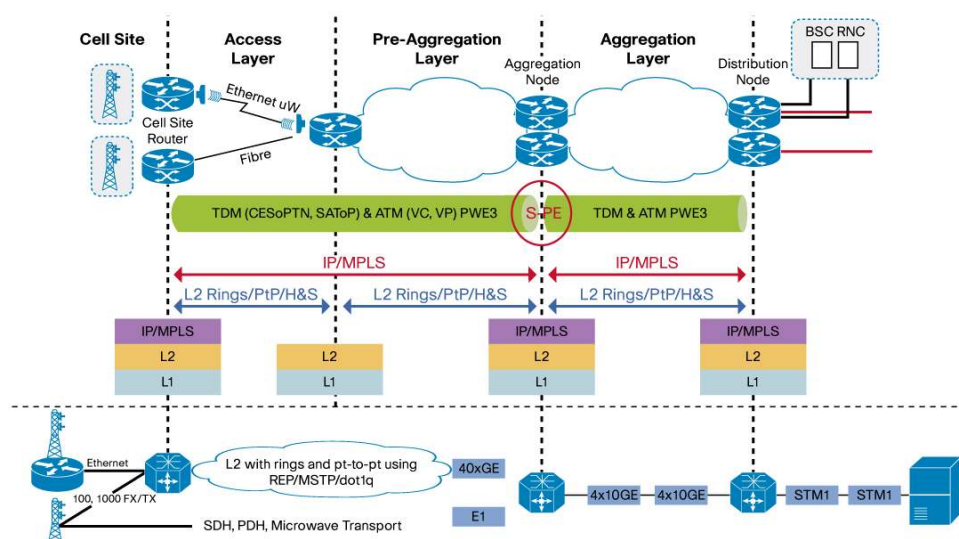 Cell Site
Access
Layer
Pre-Aggregation
Layer
Aggregation
Layer
BSC RNC
Aggregation
Node
Distribution
Node
Ethernet uW
Cell Site
Router
Fibre
TDM (CESoPTN, SAToP) & ATM (VC, VP) PWE3
S-PE
TDM & ATM PWE3
IP/MPLS
IP/MPLS
L2 Rings/PtP/H&S
L2 Rings/PtP/H&S
L2 Rings/PtP/H&S
IP/MPLS
IP/MPLS
IP/MPLS
L2
L2
L2
L2
L1
L1
L1
L1
Ethernet
L2 with rings and pt-to-pt using
REP/MSTP/dot1q
40xGE
100, 1000 FX/TX
4x10GE
4x10GE
STM1
STM1
E1
SDH, PDH, Microwave Transport